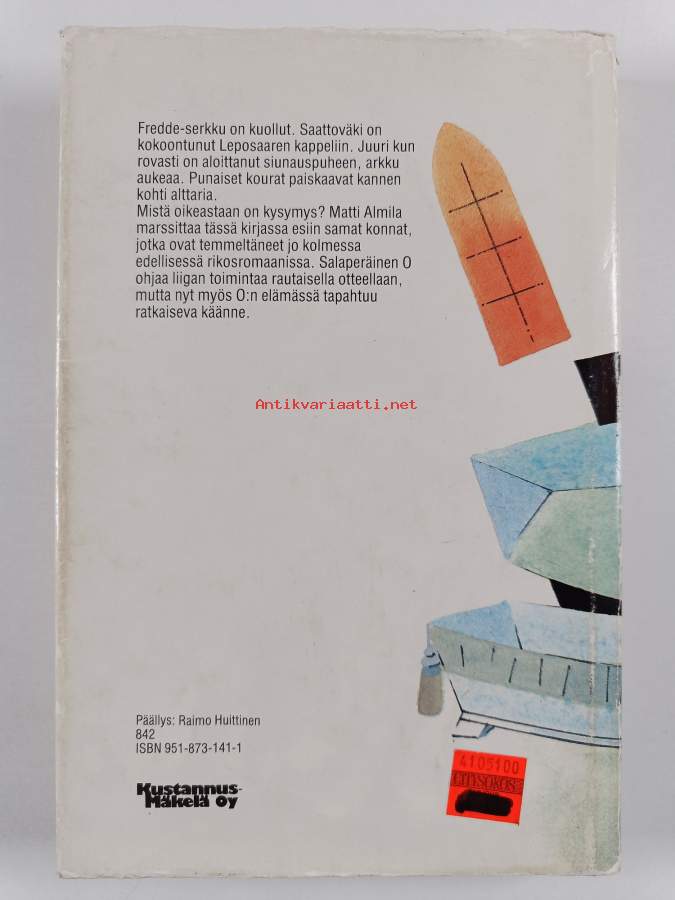 Fredde-serkku on kuollut. Saattoväki on
kokoontunut Leposaaren kappeliin. Juuri kun
rovasti on aloittanut siunauspuheen, arkku
aukeaa. Punaiset kourat paiskaavat kannen
kohti alttaria.
Mistä oikeastaan on kysymys? Matti Almila
marssittaa tässä kirjassa esiin samat konnat,
jotka ovat temmeltäneet jo kolmessa
edellisessä rikosromaanissa. Salaperäinen O
ohjaa liigan toimintaa rautaisella otteellaan,
mutta nyt myös O:n elämässä tapahtuu
ratkaiseva käänne.
Antikvariaatti.net
Päällys: Raimo Huittinen
842
ISBN 951-873-141-1
Kustannus-
Mäkelä Oy
4105100
CITYSOKOS